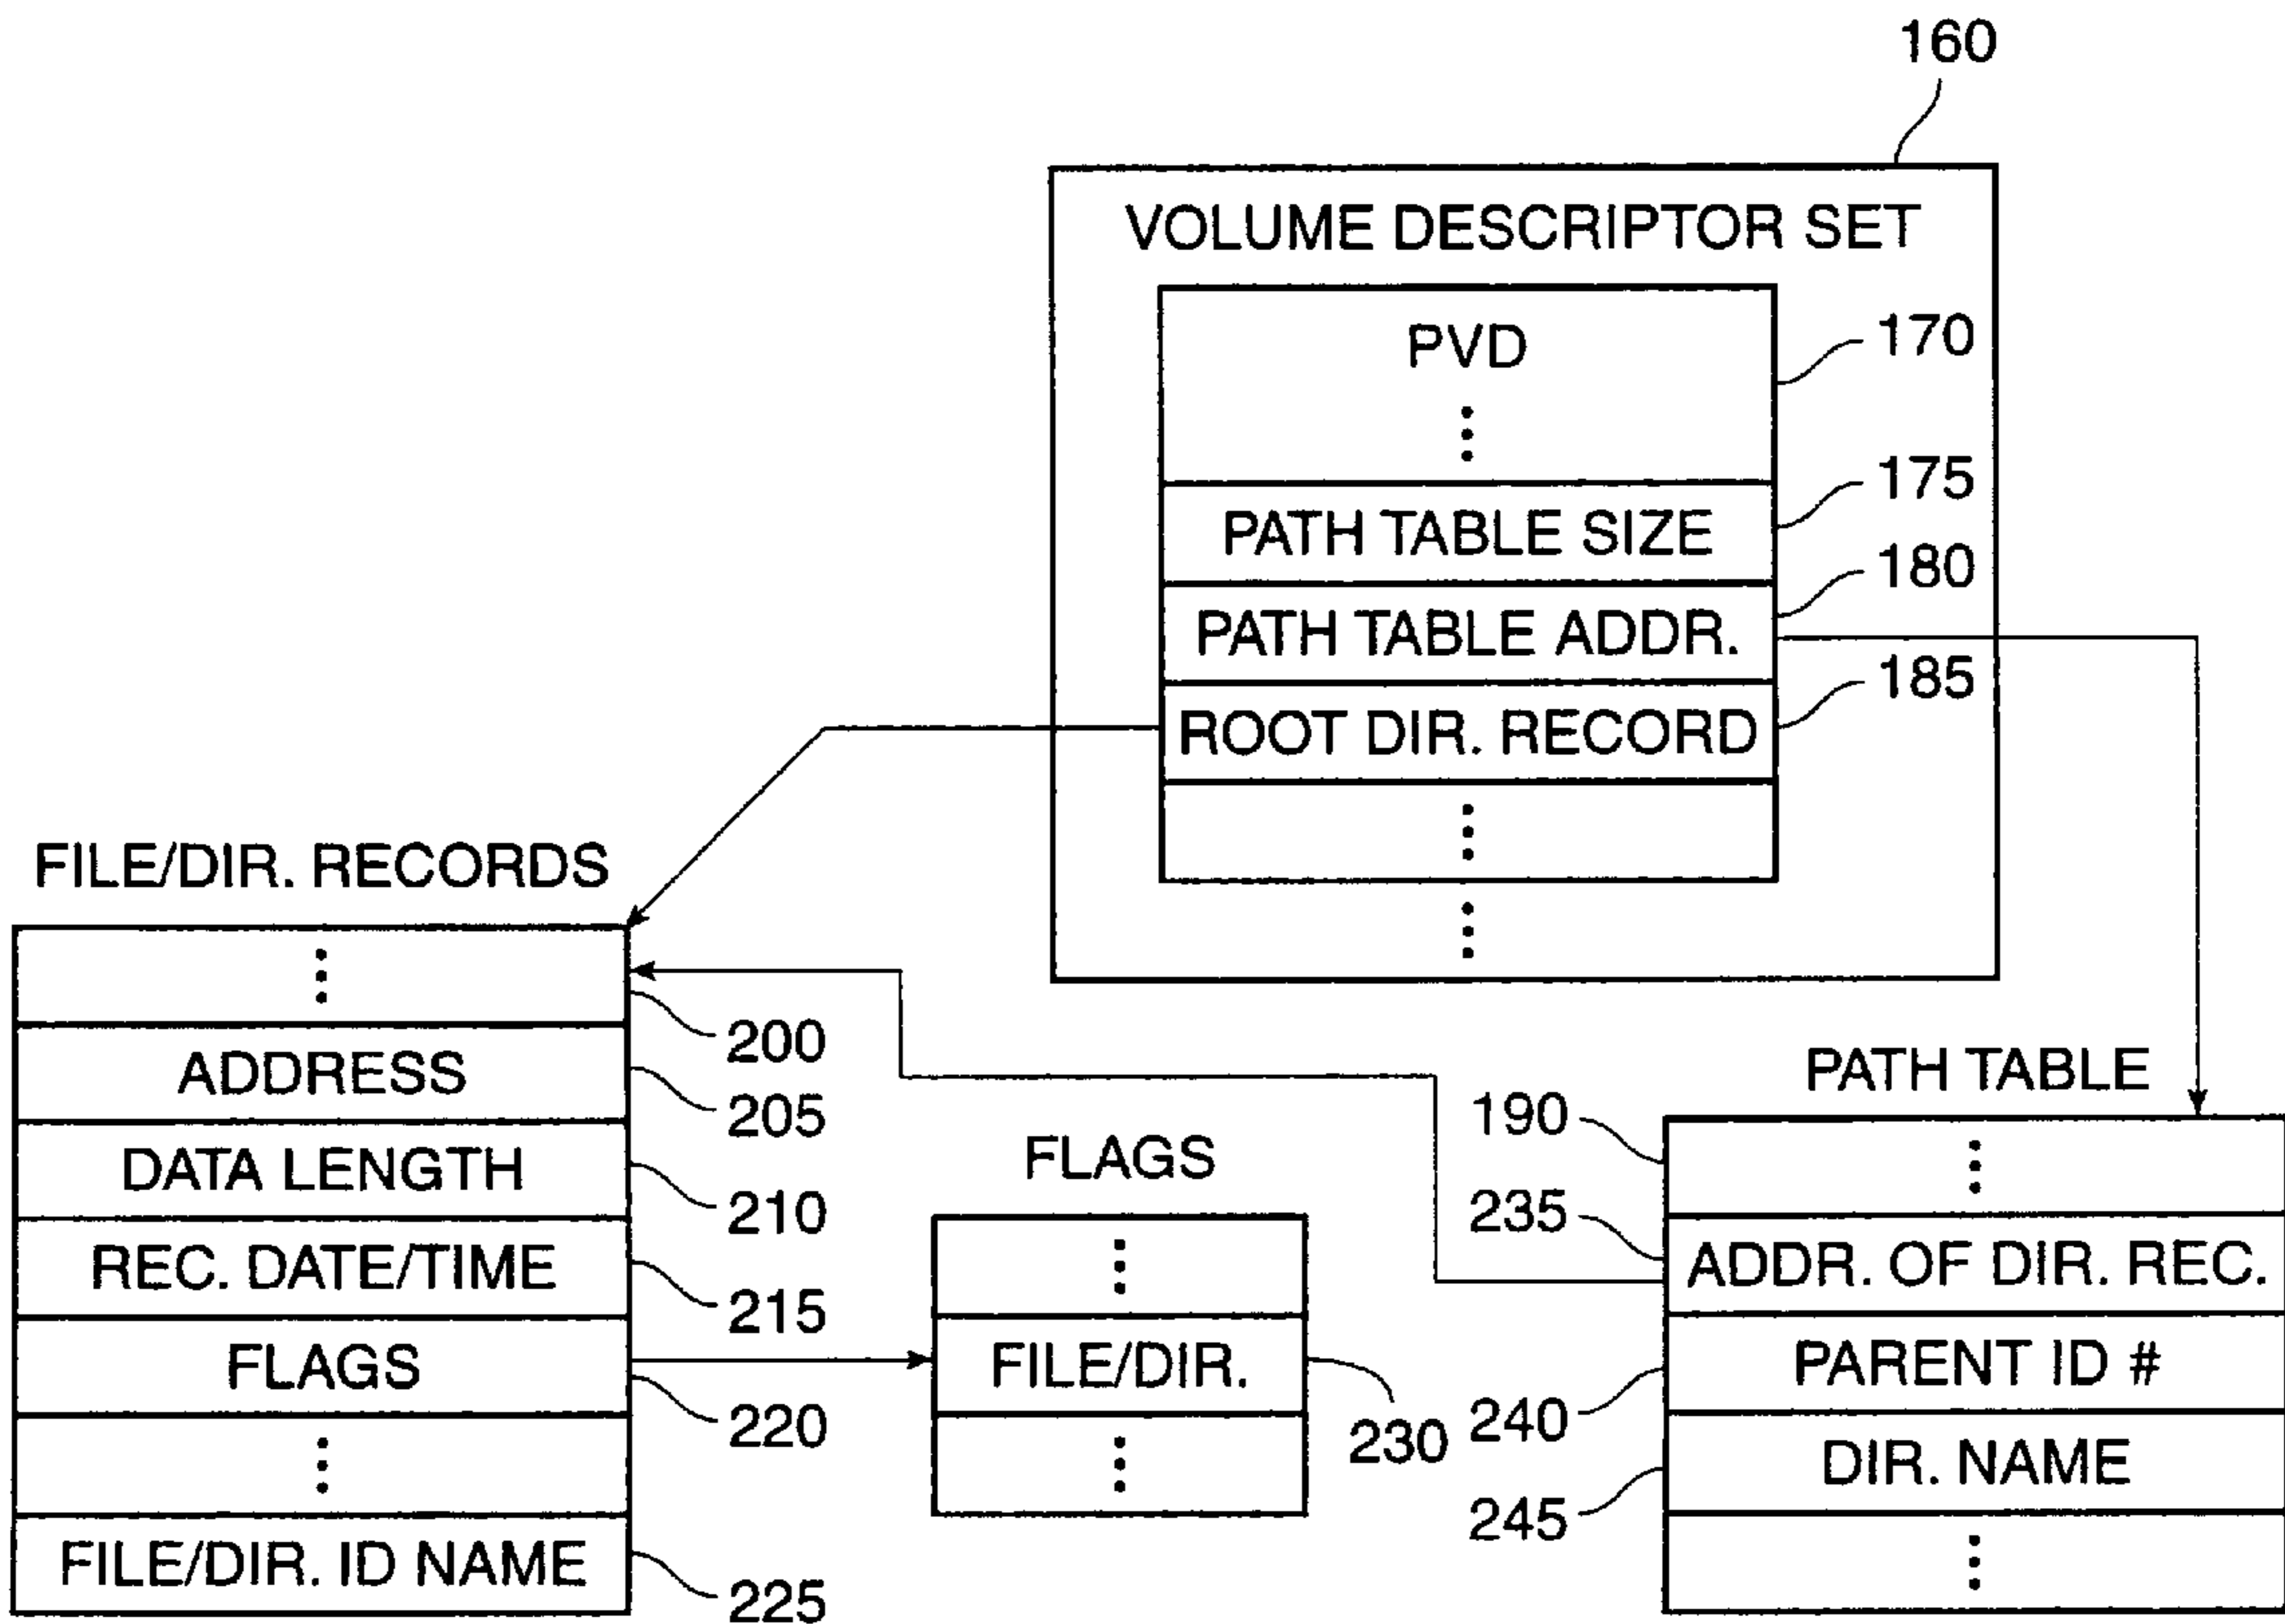 160
VOLUME DESCRIPTOR SET
PVD
170
175
PATH TABLE SIZE
180
PATH TABLE ADDR.
185
ROOT DIR. RECORD
FILE/DIR. RECORDS
200
ADDRESS
205
DATA LENGTH
210
REC. DATE/TIME
215
FLAGS
220
FILE/DIR. ID NAME
225
FLAGS
FILE/DIR.
230
PATH TABLE
190
235
ADDR. OF DIR. REC.
PARENT ID #
240
DIR. NAME
245